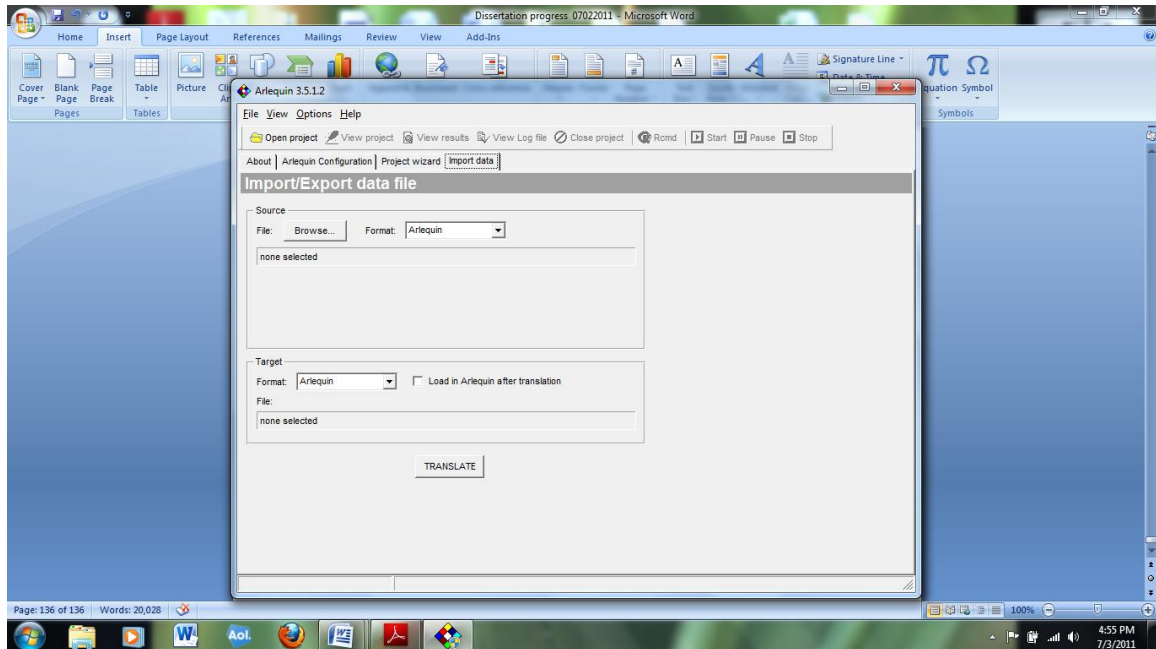 Dissertation progress 07022011 - Microsoft Word
Home Insert Page Layout References Mailings Review View Add-Ins
Cover Page Blank Page Page Break Table Picture Signature Line
Equation Symbol
Pages Tables Symbols
Arlequin 3.5.1.2
File View Options Help
Open project View project View results View Log file Close project Rcmd Start Pause Stop
About Arlequin Configuration Project wizard Import data
Import/Export data file
Source
File: Browse... Format: Arlequin
none selected
Target
Format: Arlequin Load in Arlequin after translation
File:
none selected
TRANSLATE
Page: 136 of 136 Words: 20,028 100%
Aol.
4:55 PM
7/3/2011